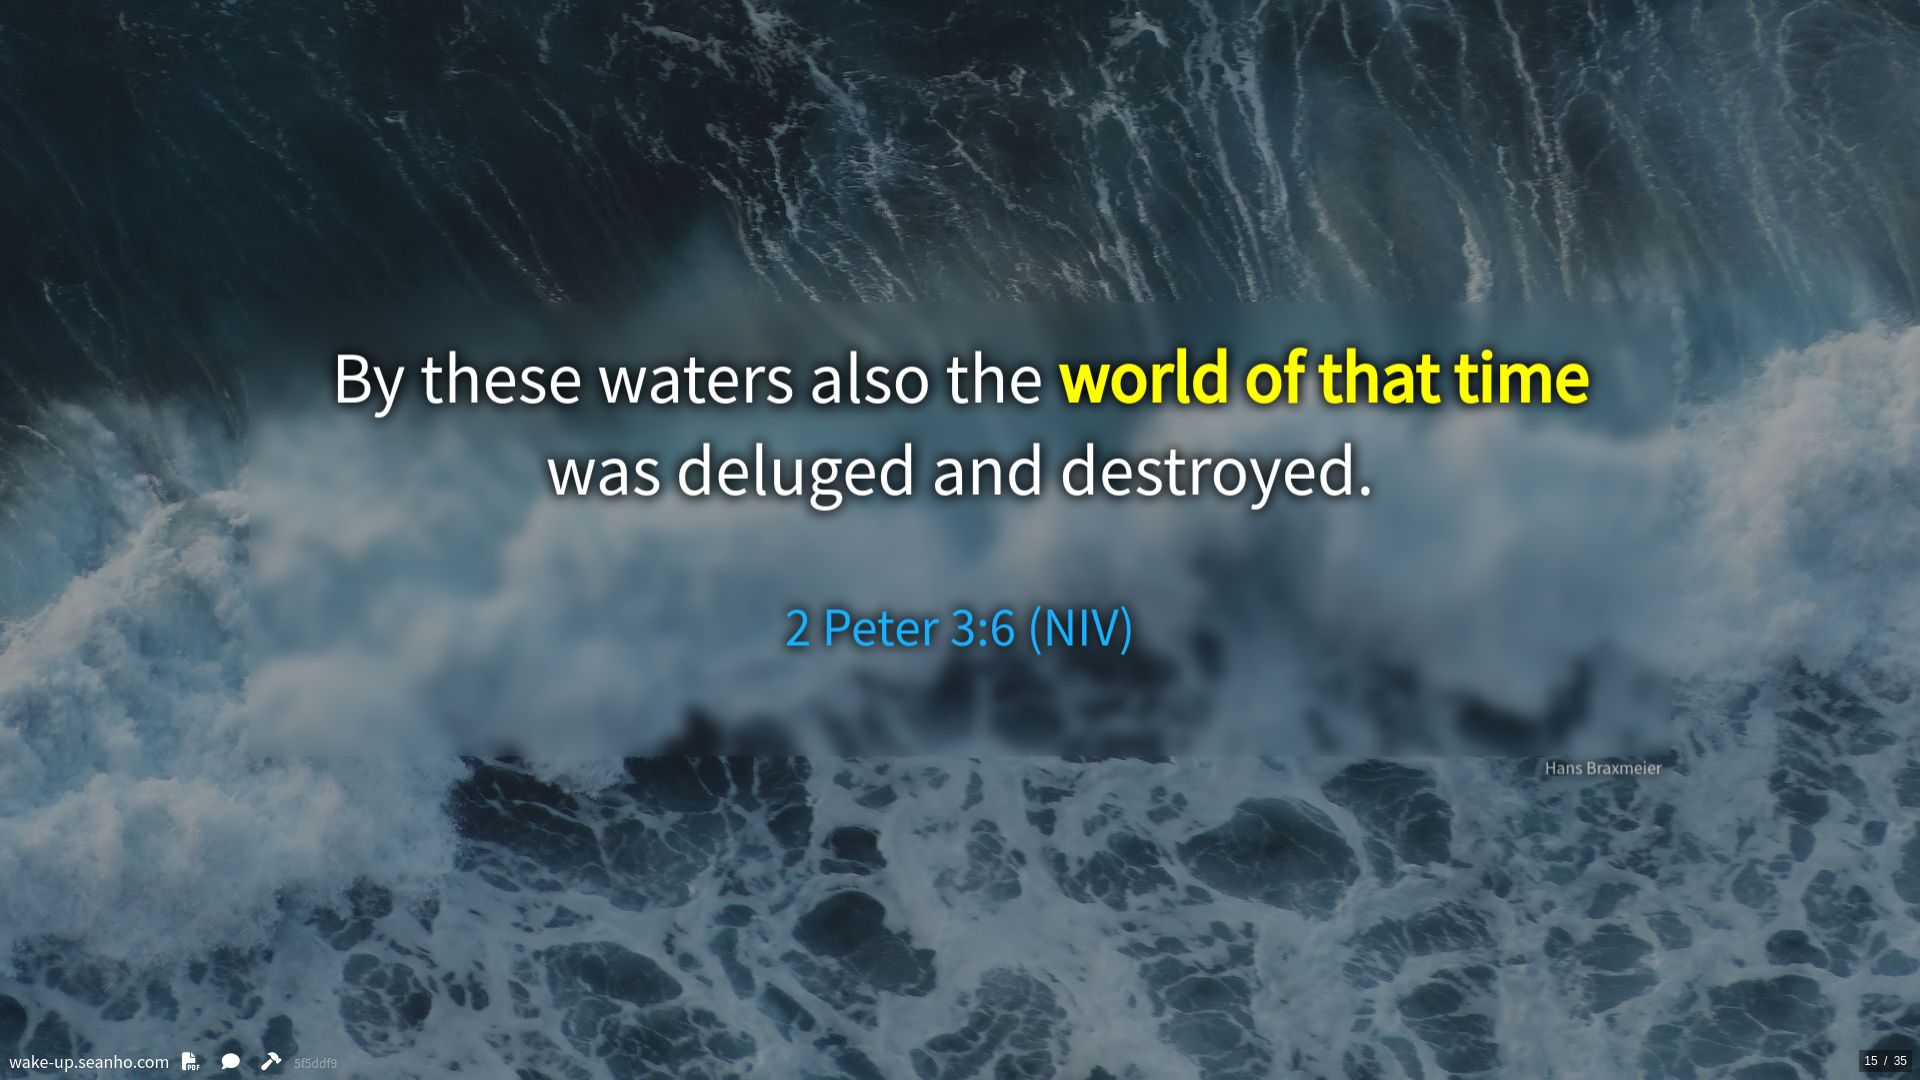 By these waters also the world of that time
was deluged and destroyed.
2 Peter 3:6 (NIV)
Hans Braxmeier
wake-up.seanho.com PDF 5f5ddf9
15 / 35